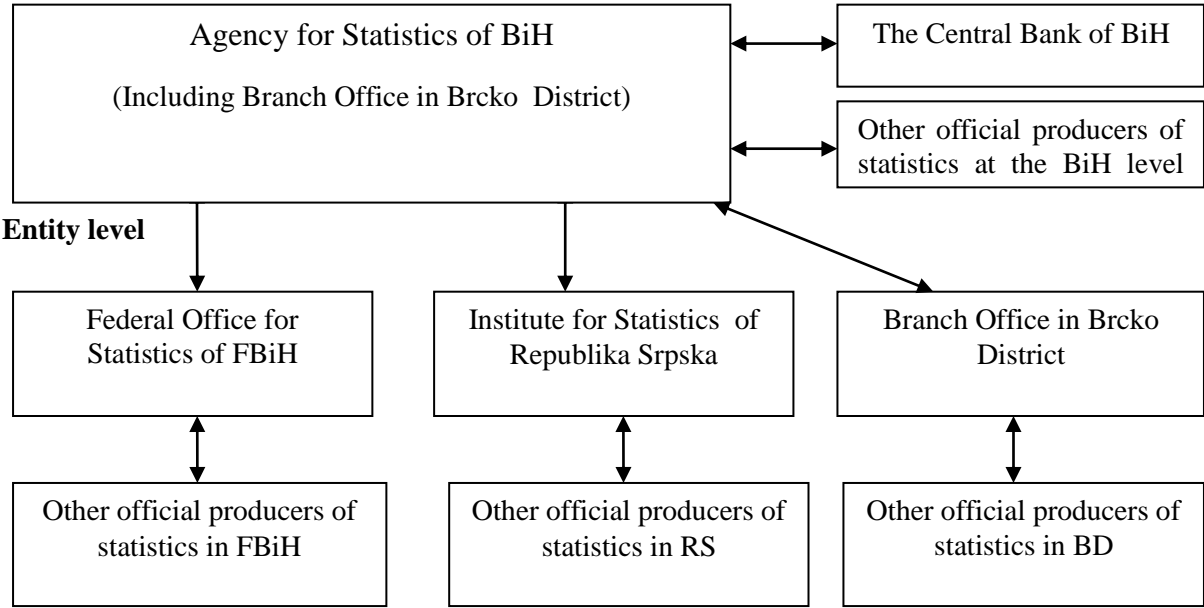 Agency for Statistics of BiH
(Including Branch Office in Brcko District)
The Central Bank of BiH
Other official producers of
statistics at the BiH level
Entity level
Federal Office for
Statistics of FBiH
Institute for Statistics of
Republika Srpska
Branch Office in Brcko
District
Other official producers of
statistics in FBiH
Other official producers of
statistics in RS
Other official producers of
statistics in BD